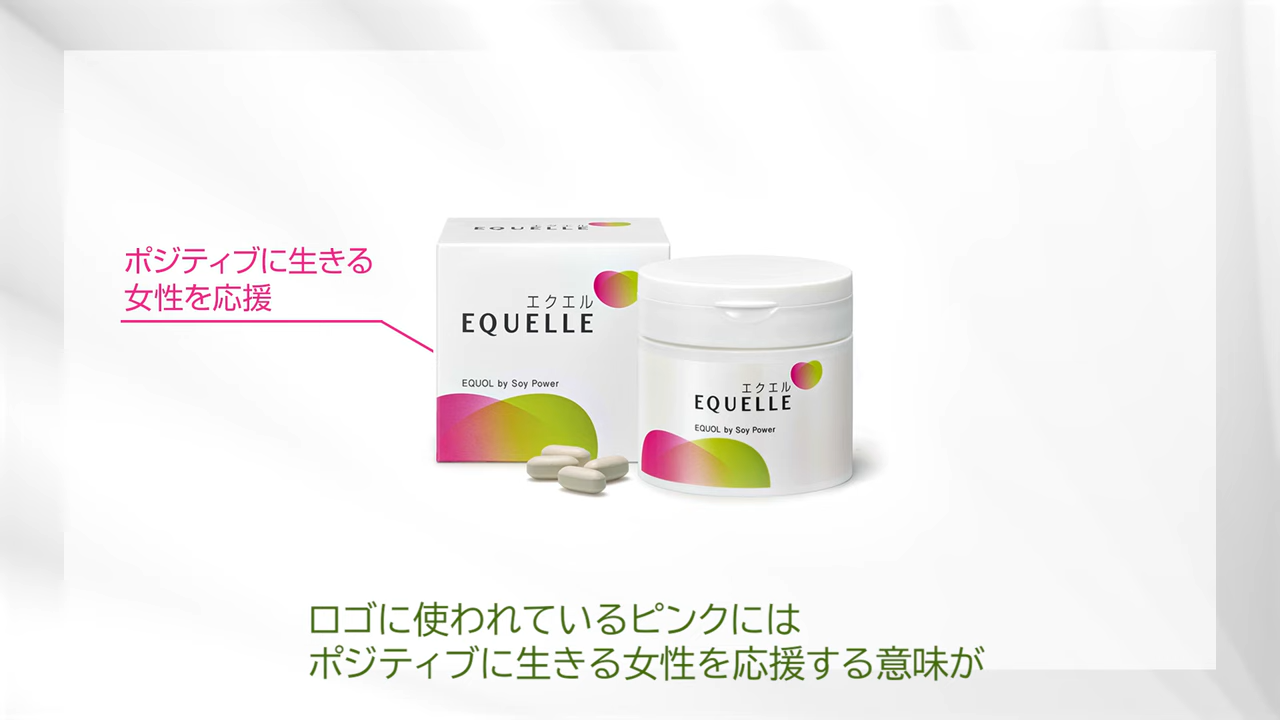 ポジティブに生きる
女性を応援
EQUELLE
エクエル
EQUELLE
EQUOL by Soy Power
エクエル
EQUELLE
EQUOL by Soy Power
ロゴに使われているピンクには
ポジティブに生きる女性を応援する意味が